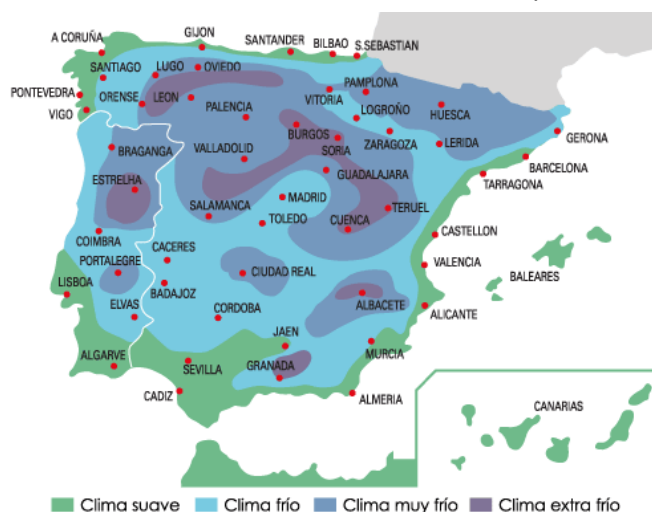 GIJON
A CORUÑA
SANTANDER
BILBAO
S.SEBASTIAN
SANTIAGO
LUGO
OVIEDO
PAMPLONA
PONTEVEDRA
ORENSE
LEON
VITORIA
VIGO
PALENCIA
LOGROÑO
HUESCA
BURGOS
BRAGANGA
VALLADOLID
SORIA
ZARAGOZA
LERIDA
GERONA
BARCELONA
ESTRELHA
GUADALAJARA
TARRAGONA
MADRID
SALAMANCA
TOLEDO
CUENCA
TERUEL
COIMBRA
CACERES
CASTELLON
PORTALEGRE
CIUDAD REAL
VALENCIA
BALEARES
LISBOA
BADAJOZ
ELVAS
CORDOBA
ALBACETE
ALICANTE
JAEN
ALGARVE
SEVILLA
GRANADA
MURCIA
CADIZ
ALMERIA
CANARIAS
Clima suave Clima frío Clima muy frío Clima extra frío